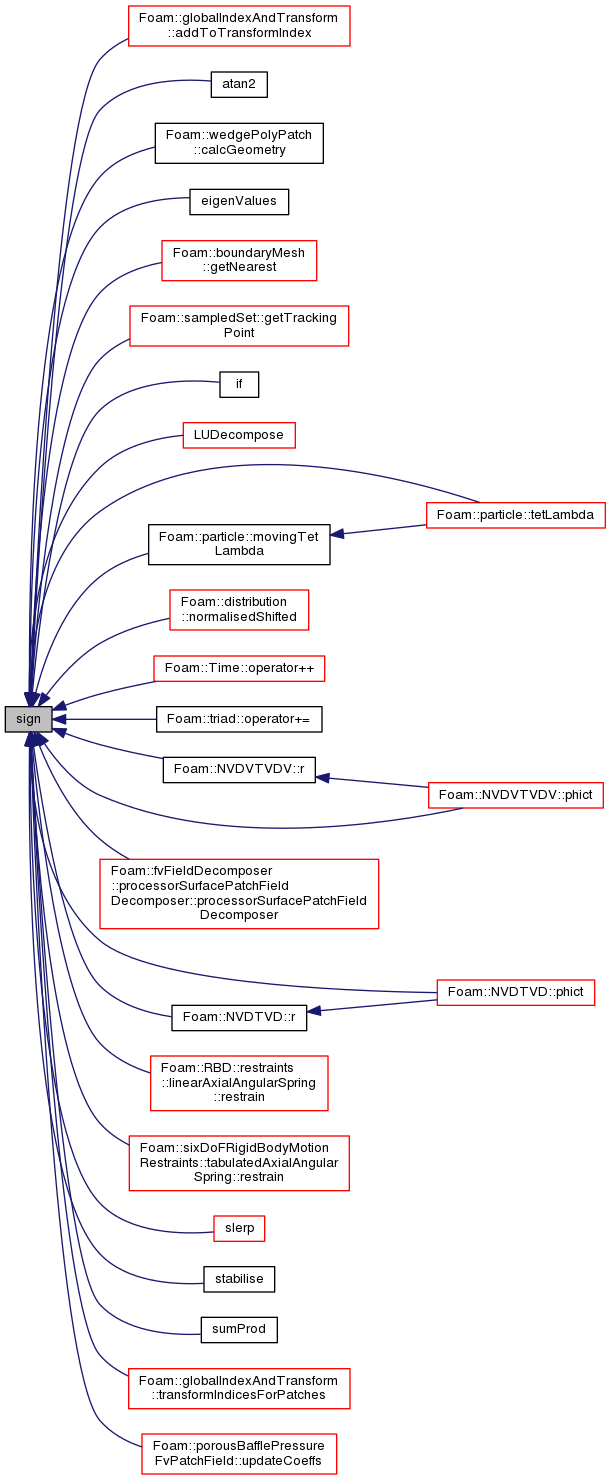 Foam::globalIndexAndTransform
::addToTransformIndex
atan2
Foam::wedgePolyPatch
::calcGeometry
eigenValues
Foam::boundaryMesh
::getNearest
Foam::sampledSet::getTracking
Point
if
LUDecompose
Foam::particle::tetLambda
Foam::particle::movingTet
Lambda
Foam::distribution
::normalisedShifted
Foam::Time::operator++
sign
Foam::triad::operator+=
Foam::NVDVTVDV::r
Foam::NVDVTVDV::phict
Foam::fvFieldDecomposer
::processorSurfacePatchField
Decomposer::processorSurfacePatchField
Decomposer
Foam::NVDTVD::phict
Foam::NVDTVD::r
Foam::RBD::restraints
::linearAxialAngularSpring
::restrain
Foam::sixDoFRigidBodyMotion
Restraints::tabulatedAxialAngular
Spring::restrain
slerp
stabilise
sumProd
Foam::globalIndexAndTransform
::transformIndicesForPatches
Foam::porousBafflePressure
FvPatchField::updateCoeffs